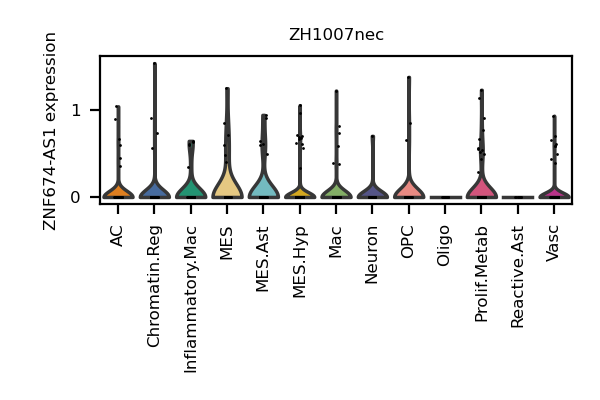 ZH1007nec
ZNF674-AS1 expression
1
0
AC
Chromatin.Reg
Inflammatory.Mac
MES
MES.Ast
MES.Hyp
Mac
Neuron
OPC
Oligo
Prolif.Metab
Reactive.Ast
Vasc